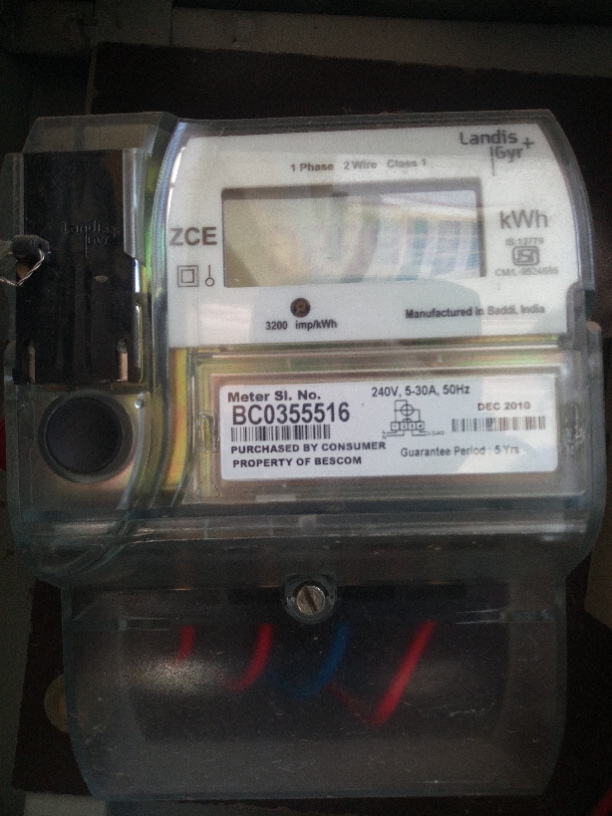 Landis
Gyr+
1 Phase 2 Wire Class 1
Landis
Gyr
ZCE
kWh
IS:13779
3200 imp/kWh
Manufactured in Baddi, India
Meter Sl. No.
BC0355516
240V, 5-30A, 50Hz
DEC 2010
PURCHASED BY CONSUMER
PROPERTY OF BESCOM
Guarantee Period : 5 Yrs